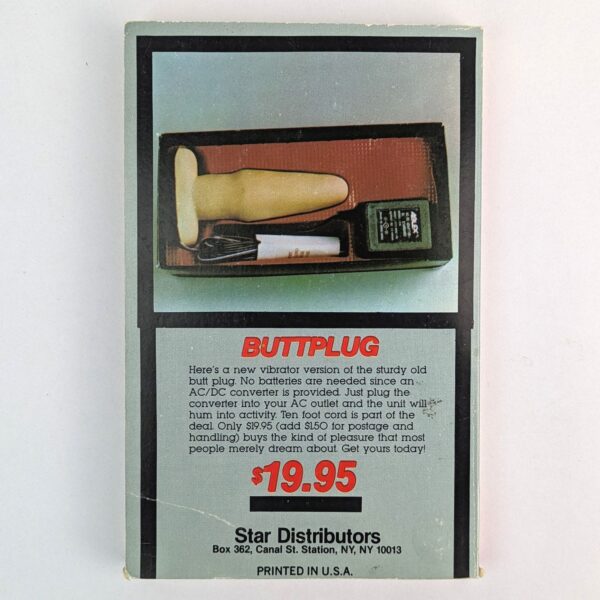 BUTTPLUG
Here's a new vibrator version of the sturdy old
butt plug. No batteries are needed since an
AC/DC converter is provided. Just plug the
converter into your AC outlet and the unit will
hum into activity. Ten foot cord is part of the
deal. Only $19.95 (add $1.50 for postage and
handling) buys the kind of pleasure that most
people merely dream about. Get yours today!
$19.95
Star Distributors
Box 362, Canal St. Station, NY, NY 10013
PRINTED IN U.S.A.